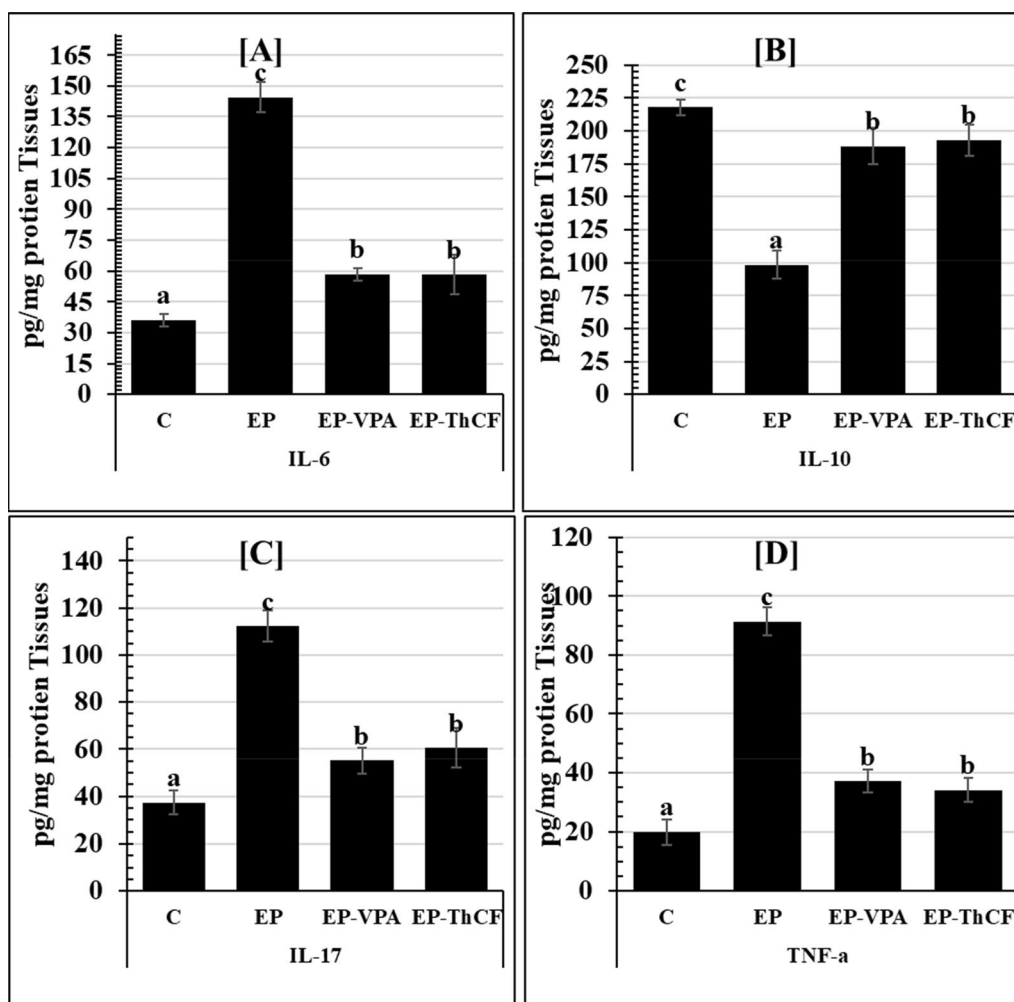 [A]
pg/mg protien Tissues
165
150
135
120
105
90
75
60
45
30
15
0
a
c
b
b
C EP EP-VPA EP-ThCF
IL-6
[B]
pg/mg protien Tissues
250
225
200
175
150
125
100
75
50
25
0
c
a
b
b
C EP EP-VPA EP-ThCF
IL-10
[C]
pg/mg protien Tissues
140
120
100
80
60
40
20
0
a
c
b
b
C EP EP-VPA EP-ThCF
IL-17
[D]
pg/mg protien Tissues
120
100
80
60
40
20
0
a
c
b
b
C EP EP-VPA EP-ThCF
TNF-a